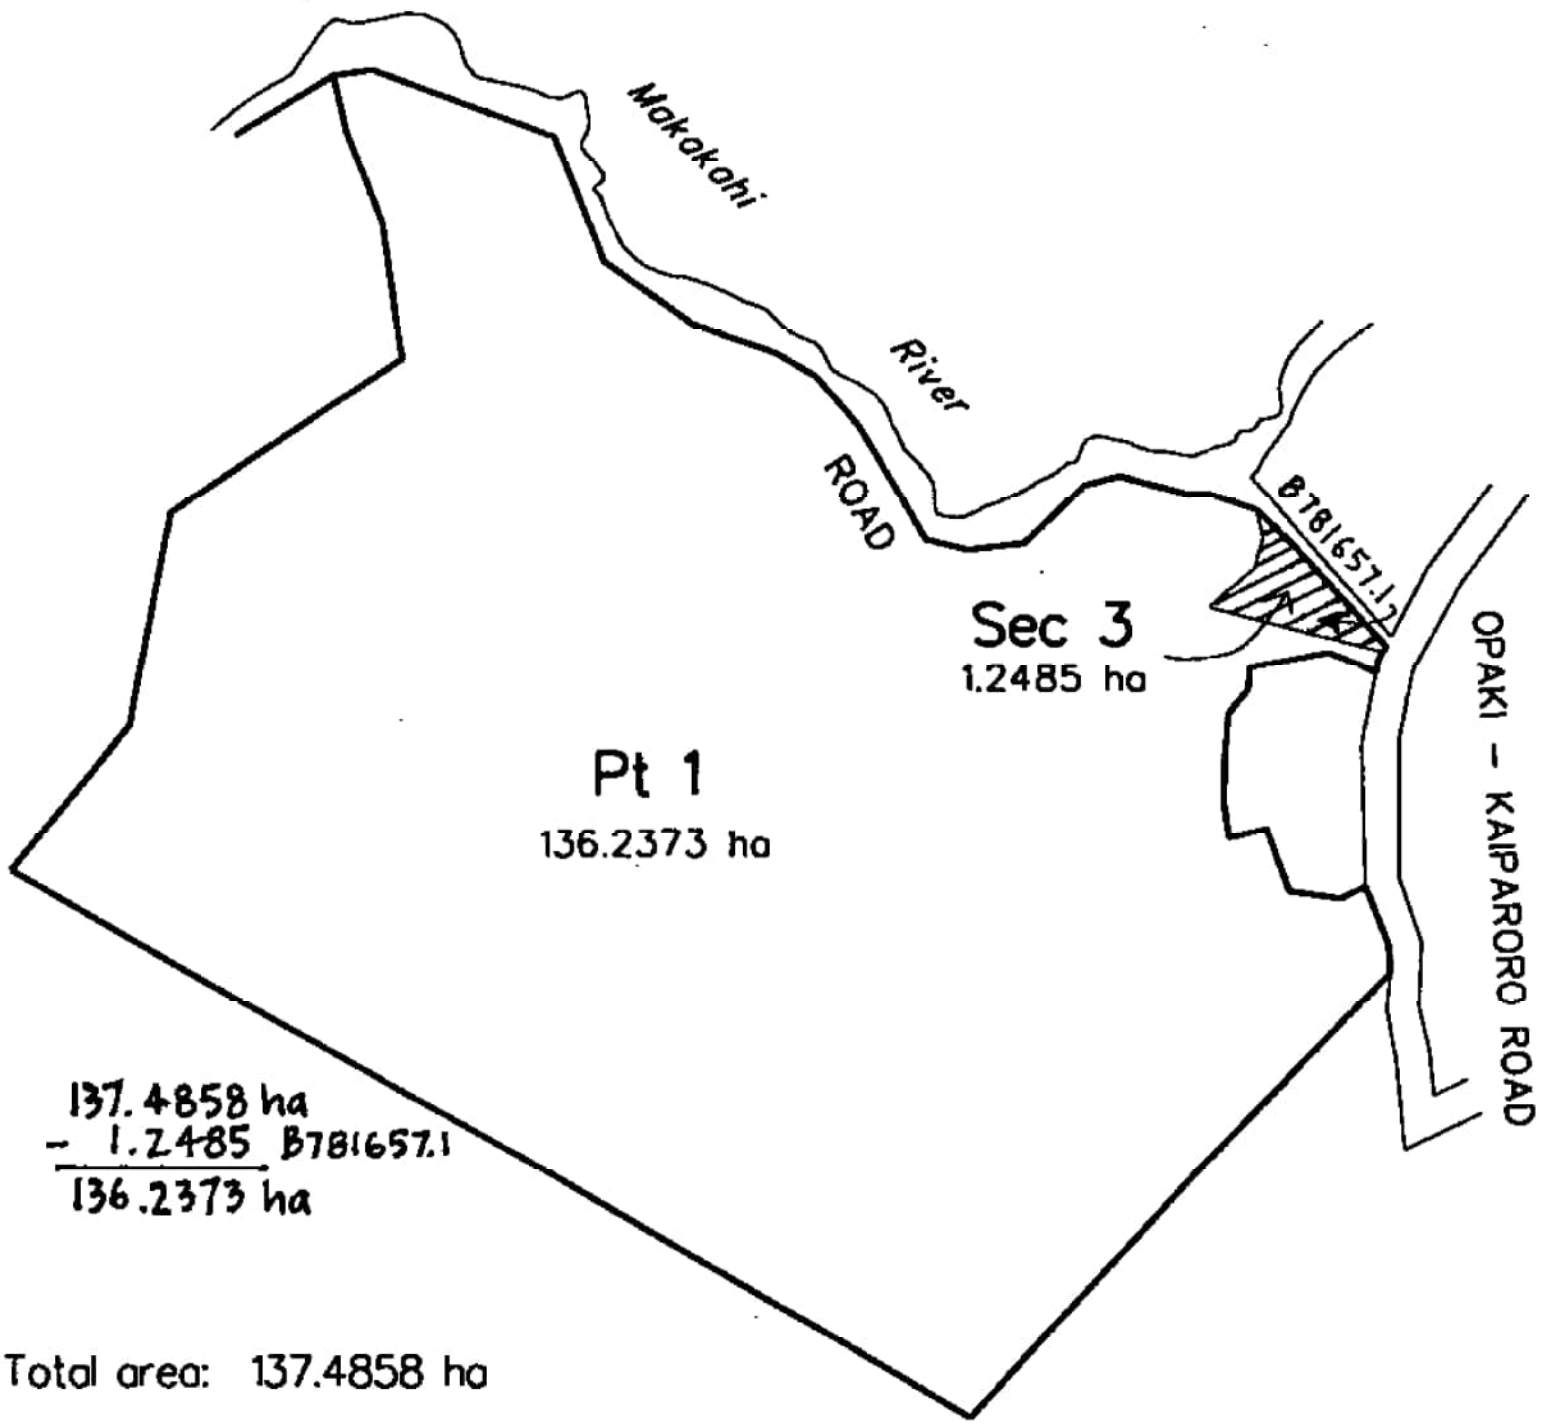 Makakahi
River
ROAD
B781657.1
Sec 3
1.2485 ha
OPAKI - KAIPARORO ROAD
Pt 1
136.2373 ha
137.4858 ha
- 1.2485 B781657.1
136.2373 ha
Total area: 137.4858 ha